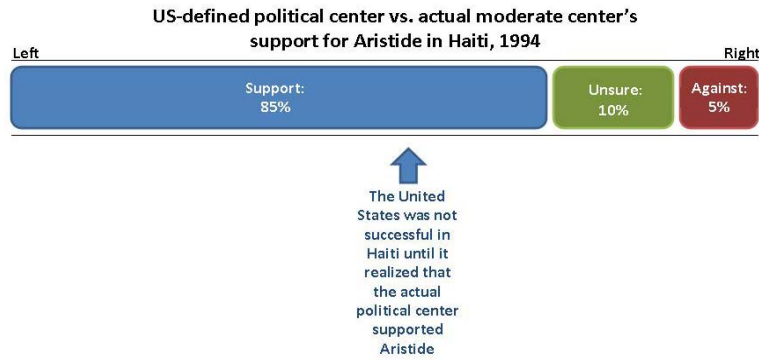 US-defined political center vs. actual moderate center's
support for Aristide in Haiti, 1994
Left
Right
Support:
85%
Unsure:
10%
Against:
5%
The United
States was not
successful in
Haiti until it
realized that
the actual
political center
supported
Aristide